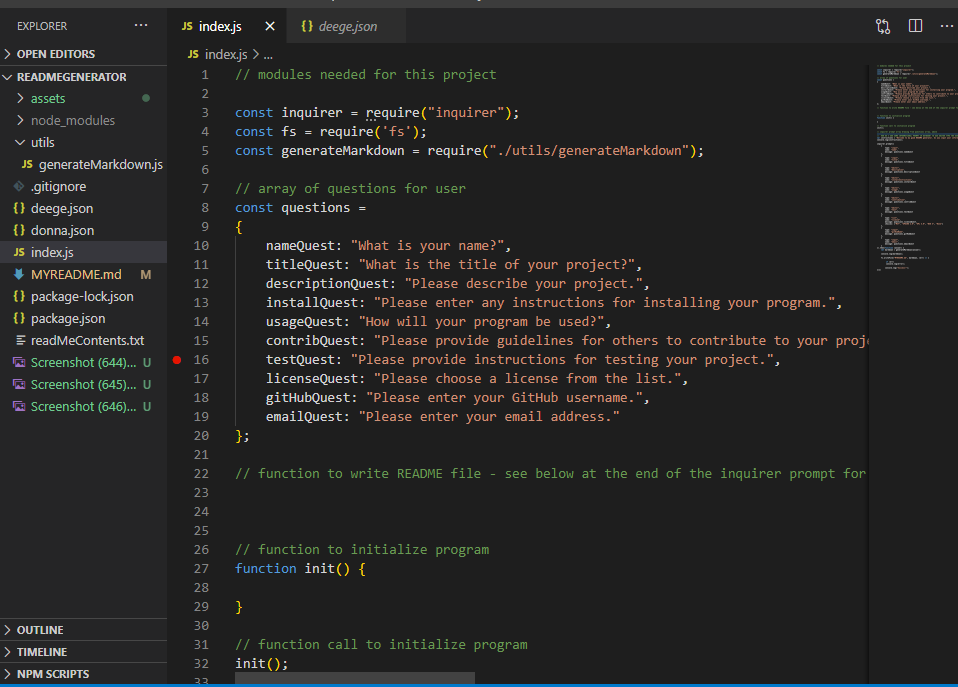 EXPLORER
OPEN EDITORS
READMEGENERATOR
assets
node_modules
utils
JS generateMarkdown.js
.gitignore
{} deege.json
{} donna.json
JS index.js
MYREADME.md M
{} package-lock.json
{} package.json
readMeContents.txt
Screenshot (644)... U
Screenshot (645)... U
Screenshot (646)... U
OUTLINE
TIMELINE
NPM SCRIPTS
JS index.js
{} deege.json
JS index.js > ...
1 // modules needed for this project
2
3 const inquirer = require("inquirer");
4 const fs = require('fs');
5 const generateMarkdown = require("./utils/generateMarkdown");
6
7 // array of questions for user
8 const questions =
9 {
10 nameQuest: "What is your name?",
11 titleQuest: "What is the title of your project?",
12 descriptionQuest: "Please describe your project.",
13 installQuest: "Please enter any instructions for installing your program.",
14 usageQuest: "How will your program be used?",
15 contribQuest: "Please provide guidelines for others to contribute to your proj
16 testQuest: "Please provide instructions for testing your project.",
17 licenseQuest: "Please choose a license from the list.",
18 gitHubQuest: "Please enter your GitHub username.",
19 emailQuest: "Please enter your email address."
20 };
21
22 // function to write README file - see below at the end of the inquirer prompt for
23
24
25
26 // function to initialize program
27 function init() {
28
29 }
30
31 // function call to initialize program
32 init();
33